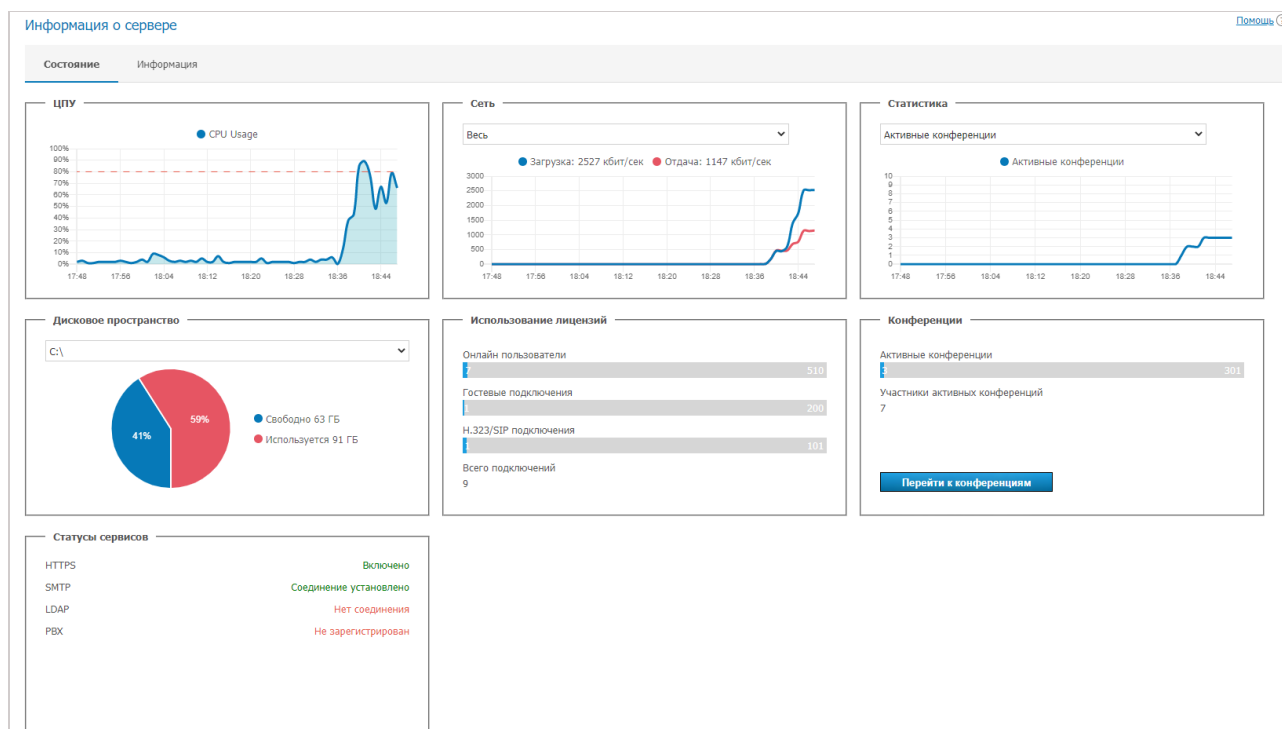 Информация о сервере
Помощь
Состояние
Информация
ЦПУ
CPU Usage
100%
90%
80%
70%
60%
50%
40%
30%
20%
10%
0%
17:48 17:56 18:04 18:12 18:20 18:28 18:36 18:44
Сеть
Весь
Загрузка: 2527 кбит/сек Отдача: 1147 кбит/сек
3000
2500
2000
1500
1000
500
0
17:48 17:56 18:04 18:12 18:20 18:28 18:36 18:44
Статистика
Активные конференции
Активные конференции
10
9
8
7
6
5
4
3
2
1
0
17:48 17:56 18:04 18:12 18:20 18:28 18:36 18:44
Дисковое пространство
C:\
59%
41%
Свободно 63 ГБ
Используется 91 ГБ
Использование лицензий
Онлайн пользователи
7 510
Гостевые подключения
1 200
H.323/SIP подключения
1 101
Всего подключений
9
Конференции
Активные конференции
3 301
Участники активных конференций
7
Перейти к конференциям
Статусы сервисов
HTTPS Включено
SMTP Соединение установлено
LDAP Нет соединения
PBX Не зарегистрирован